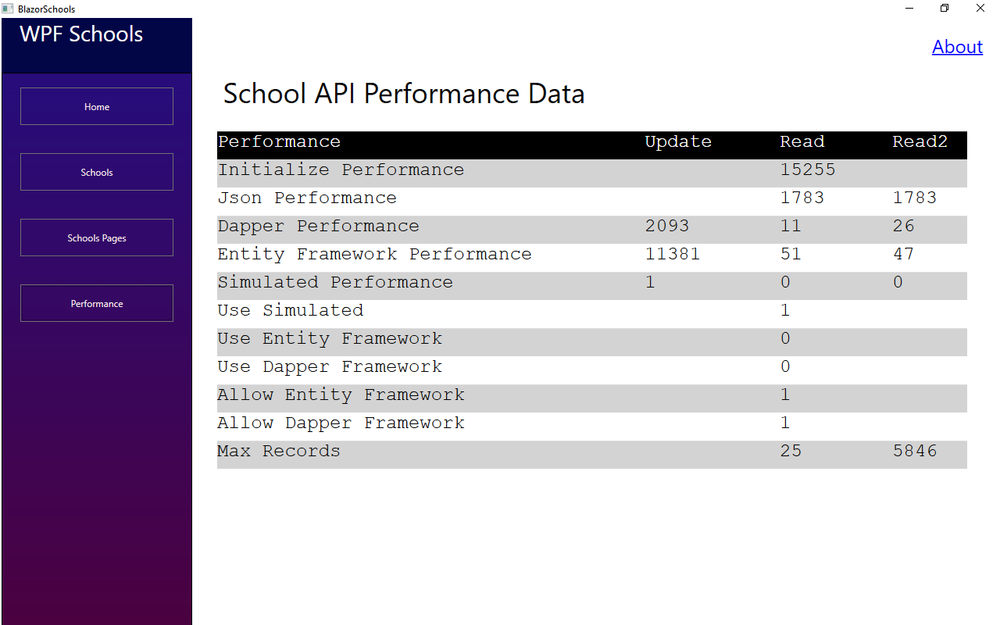 BlazorSchools
WPF Schools
About
Home
Schools
Schools Pages
Performance
School API Performance Data
Performance Update Read Read2
Initialize Performance 15255
Json Performance 1783 1783
Dapper Performance 2093 11 26
Entity Framework Performance 11381 51 47
Simulated Performance 1 0 0
Use Simulated 1
Use Entity Framework 0
Use Dapper Framework 0
Allow Entity Framework 1
Allow Dapper Framework 1
Max Records 25 5846